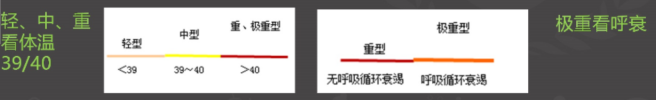 轻、中、重
看体温
39/40
轻型
中型
重、极重型
＜39
39～40
＞40
极重型
重型
无呼吸循环衰竭
呼吸循环衰竭
极重看呼衰